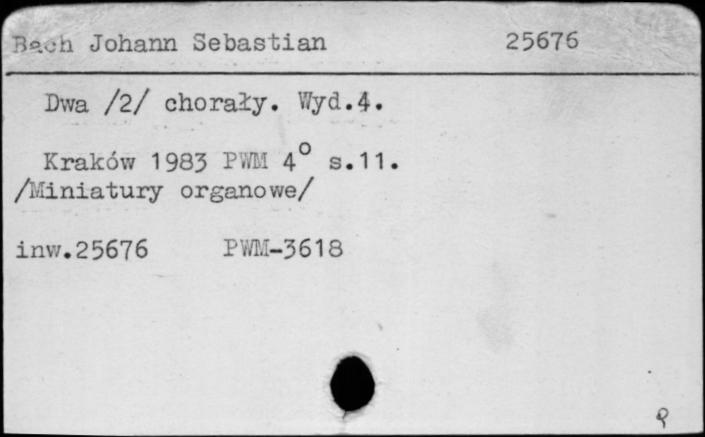 Bach Johann Sebastian 25676
Dwa /2/ chorały. Wyd.4.
Kraków 1983 PWM 4° s.11.
/Miniatury organowe/
inw.25676 PWM-3618